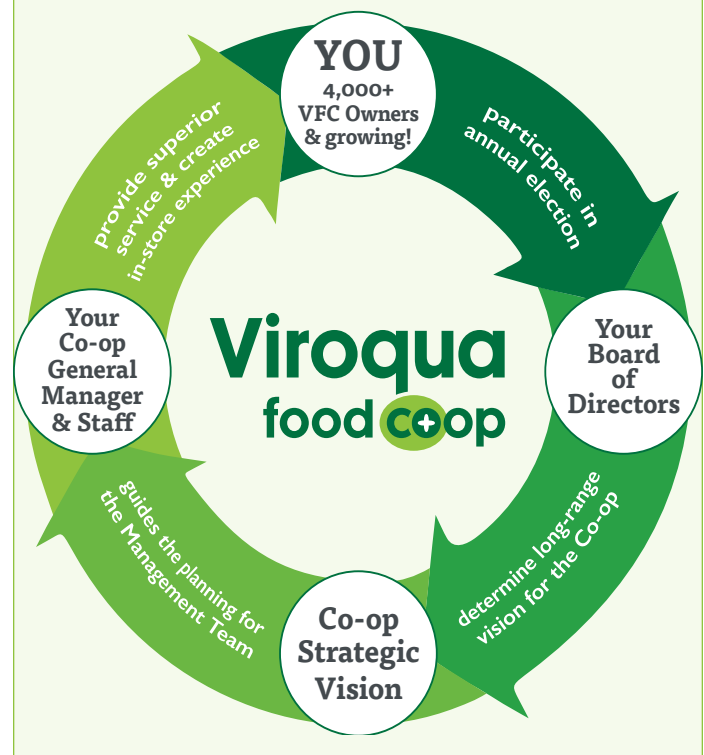 YOU
4,000+
VFC Owners
& growing!
participate in
annual election
Your
Board
of
Directors
determine long-range
vision for the Co-op
Co-op
Strategic
Vision
guides the planning for
the Management Team
Your
Co-op
General
Manager
& Staff
provide superior
service & create
in-store experience
Viroqua
food co+op